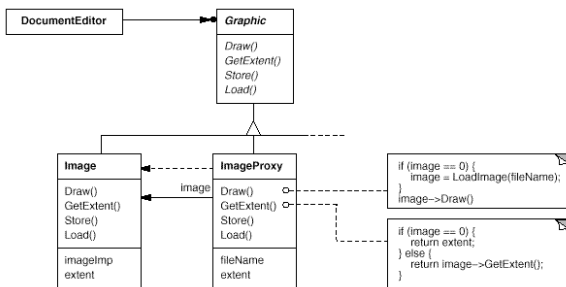 DocumentEditor
Graphic
Draw()
GetExtent()
Store()
Load()
Image
Draw()
GetExtent()
Store()
Load()
imageImp
extent
image
ImageProxy
Draw()
GetExtent()
Store()
Load()
fileName
extent
if (image == 0) {
image = LoadImage(fileName);
}
image->Draw()
if (image == 0) {
return extent;
} else {
return image->GetExtent();
}